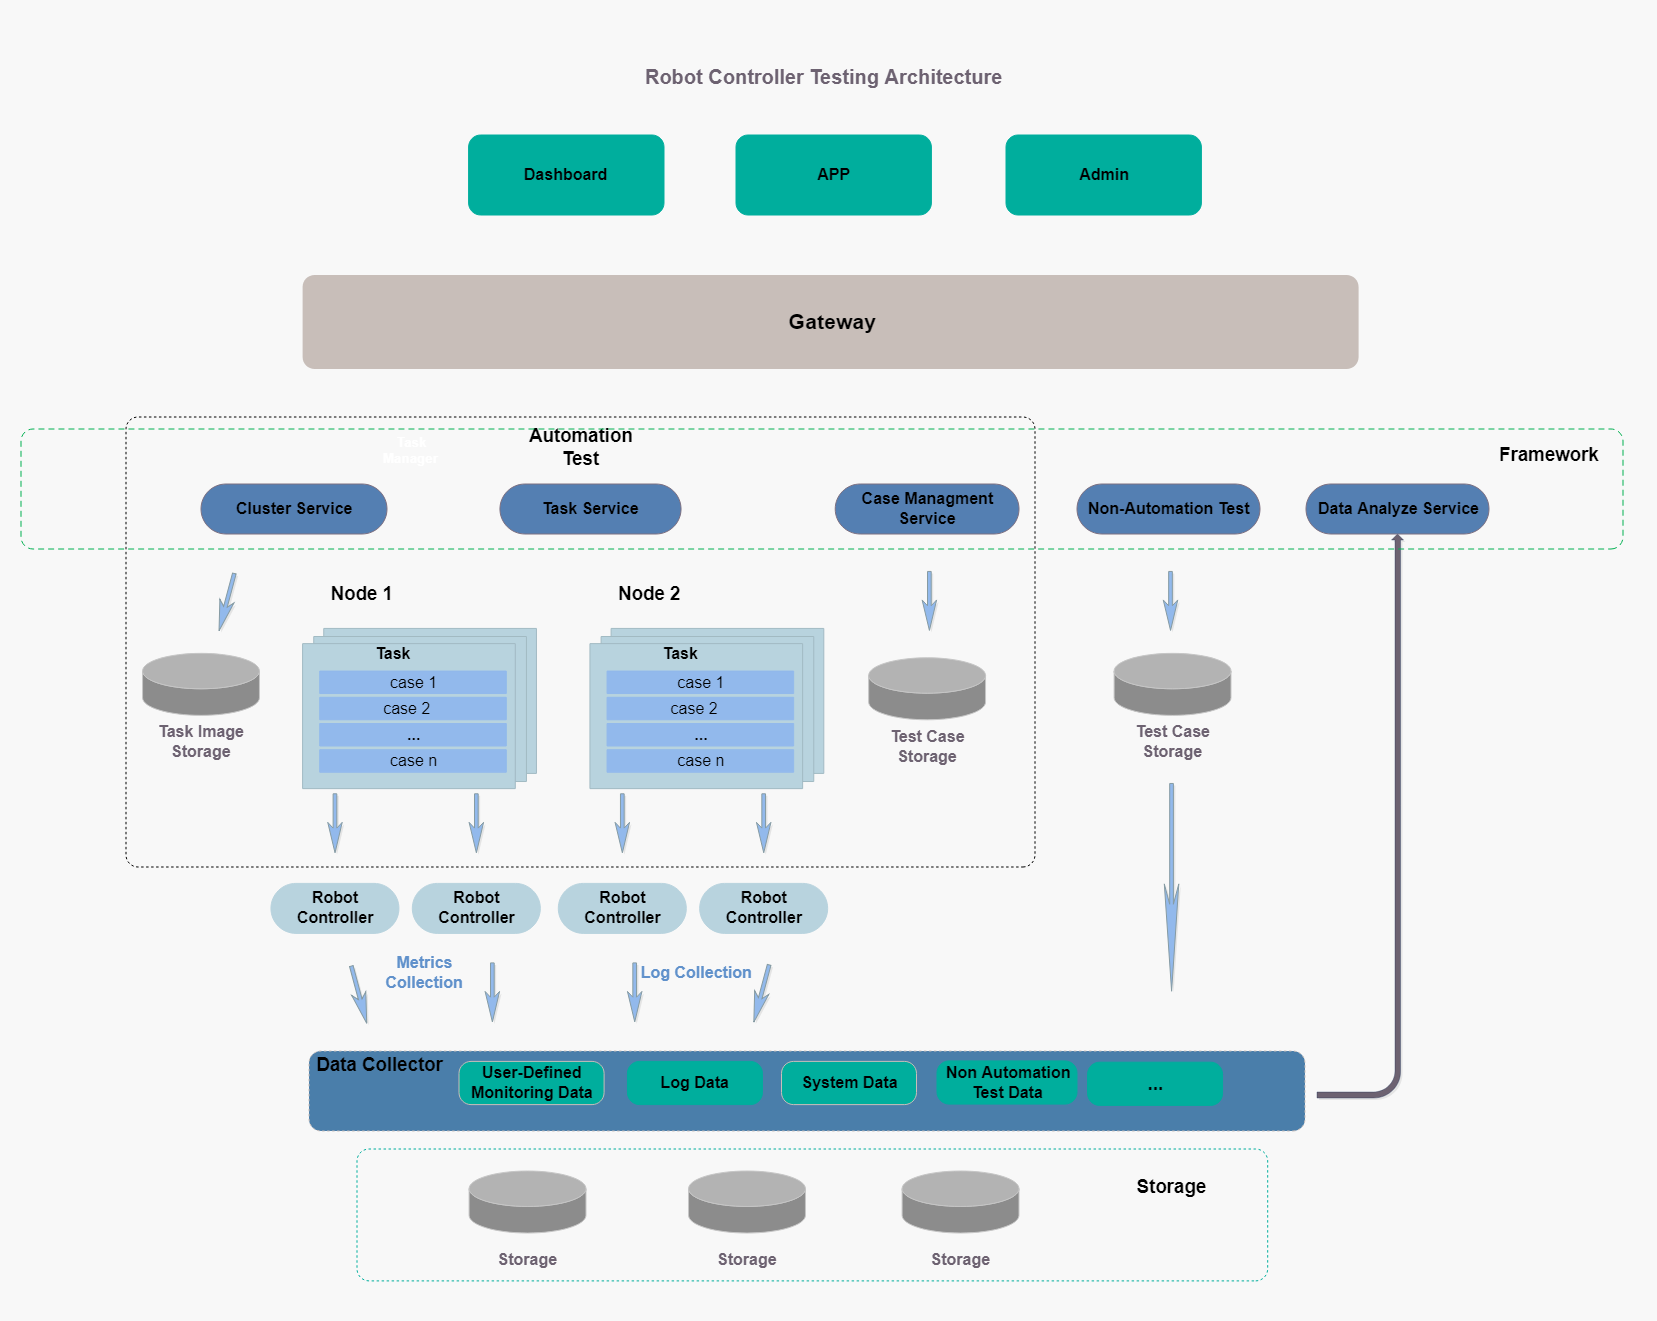 Robot Controller Testing Architecture
Dashboard
APP
Admin
Gateway
Automation
Test
Task
Manager
Framework
Cluster Service
Task Service
Case Managment
Service
Non-Automation Test
Data Analyze Service
Node 1
Node 2
Task
case 1
case 2
...
case n
Task
case 1
case 2
...
case n
Task Image
Storage
Test Case
Storage
Test Case
Storage
Robot
Controller
Robot
Controller
Robot
Controller
Robot
Controller
Metrics
Collection
Log Collection
Data Collector
User-Defined
Monitoring Data
Log Data
System Data
Non Automation
Test Data
...
Storage
Storage
Storage
Storage